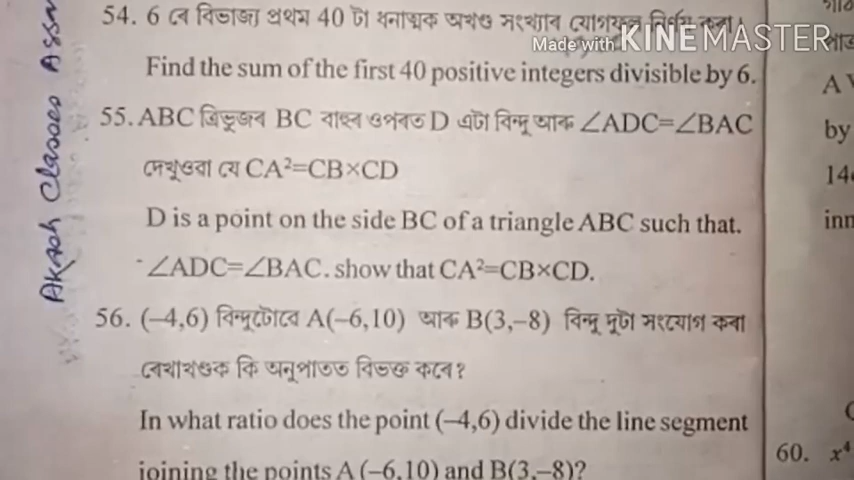 54. 6 ৰে বিভাজ্য প্ৰথম 40 টা ধনাত্মক অখণ্ড সংখ্যাৰ যোগফল নিৰ্ণয় কৰা।
Made with KINEMASTER
Find the sum of the first 40 positive integers divisible by 6.
55. ABC ত্ৰিভূজৰ BC বাহুৰ ওপৰত D এটা বিন্দু আৰু ∠ADC=∠BAC
দেখুওৱা যে CA²=CB×CD
D is a point on the side BC of a triangle ABC such that.
∠ADC=∠BAC. show that CA²=CB×CD.
56. (–4,6) বিন্দুটোৱে A(–6,10) আৰু B(3,–8) বিন্দু দুটা সংযোগ কৰা
ৰেখাখণ্ডক কি অনুপাতত বিভক্ত কৰে?
In what ratio does the point (–4,6) divide the line segment
joining the points A (–6,10) and B(3,–8)?
Akash Classes Assam
A
by
14
inn
60. x⁴